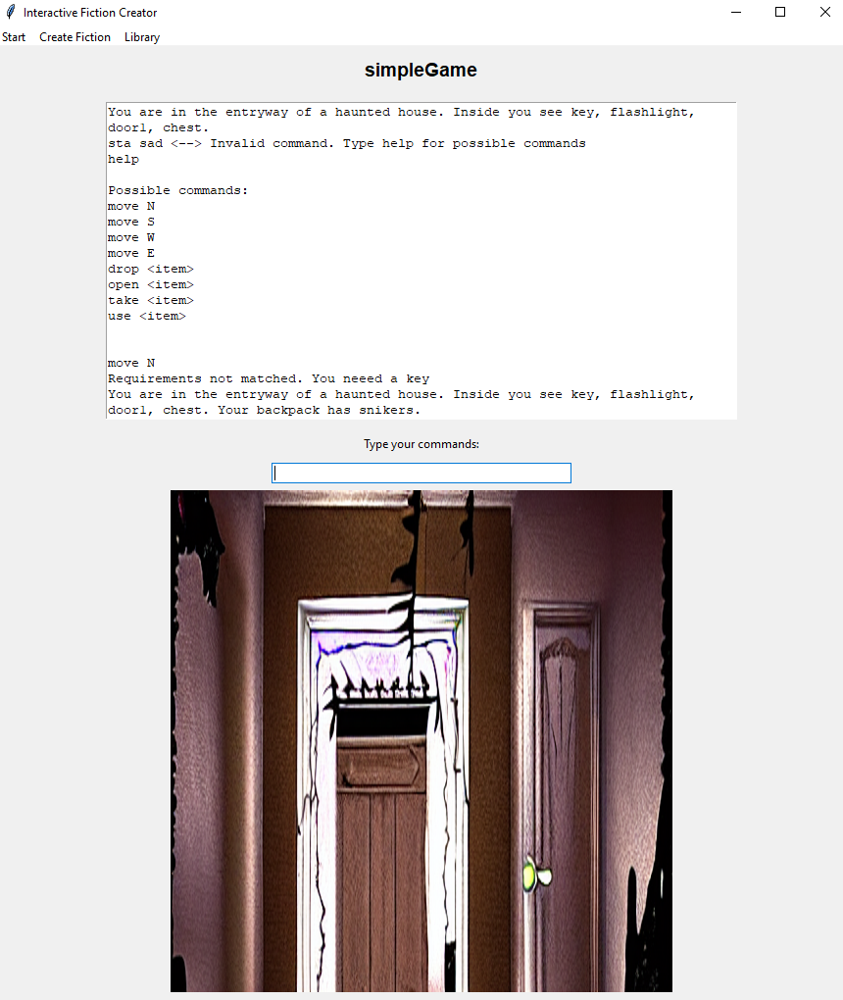 Interactive Fiction Creator
Start Create Fiction Library
simpleGame
You are in the entryway of a haunted house. Inside you see key, flashlight,
door1, chest.
sta sad <--> Invalid command. Type help for possible commands
help
Possible commands:
move N
move S
move W
move E
drop <item>
open <item>
take <item>
use <item>
move N
Requirements not matched. You neeed a key
You are in the entryway of a haunted house. Inside you see key, flashlight,
door1, chest. Your backpack has snikers.
Type your commands: